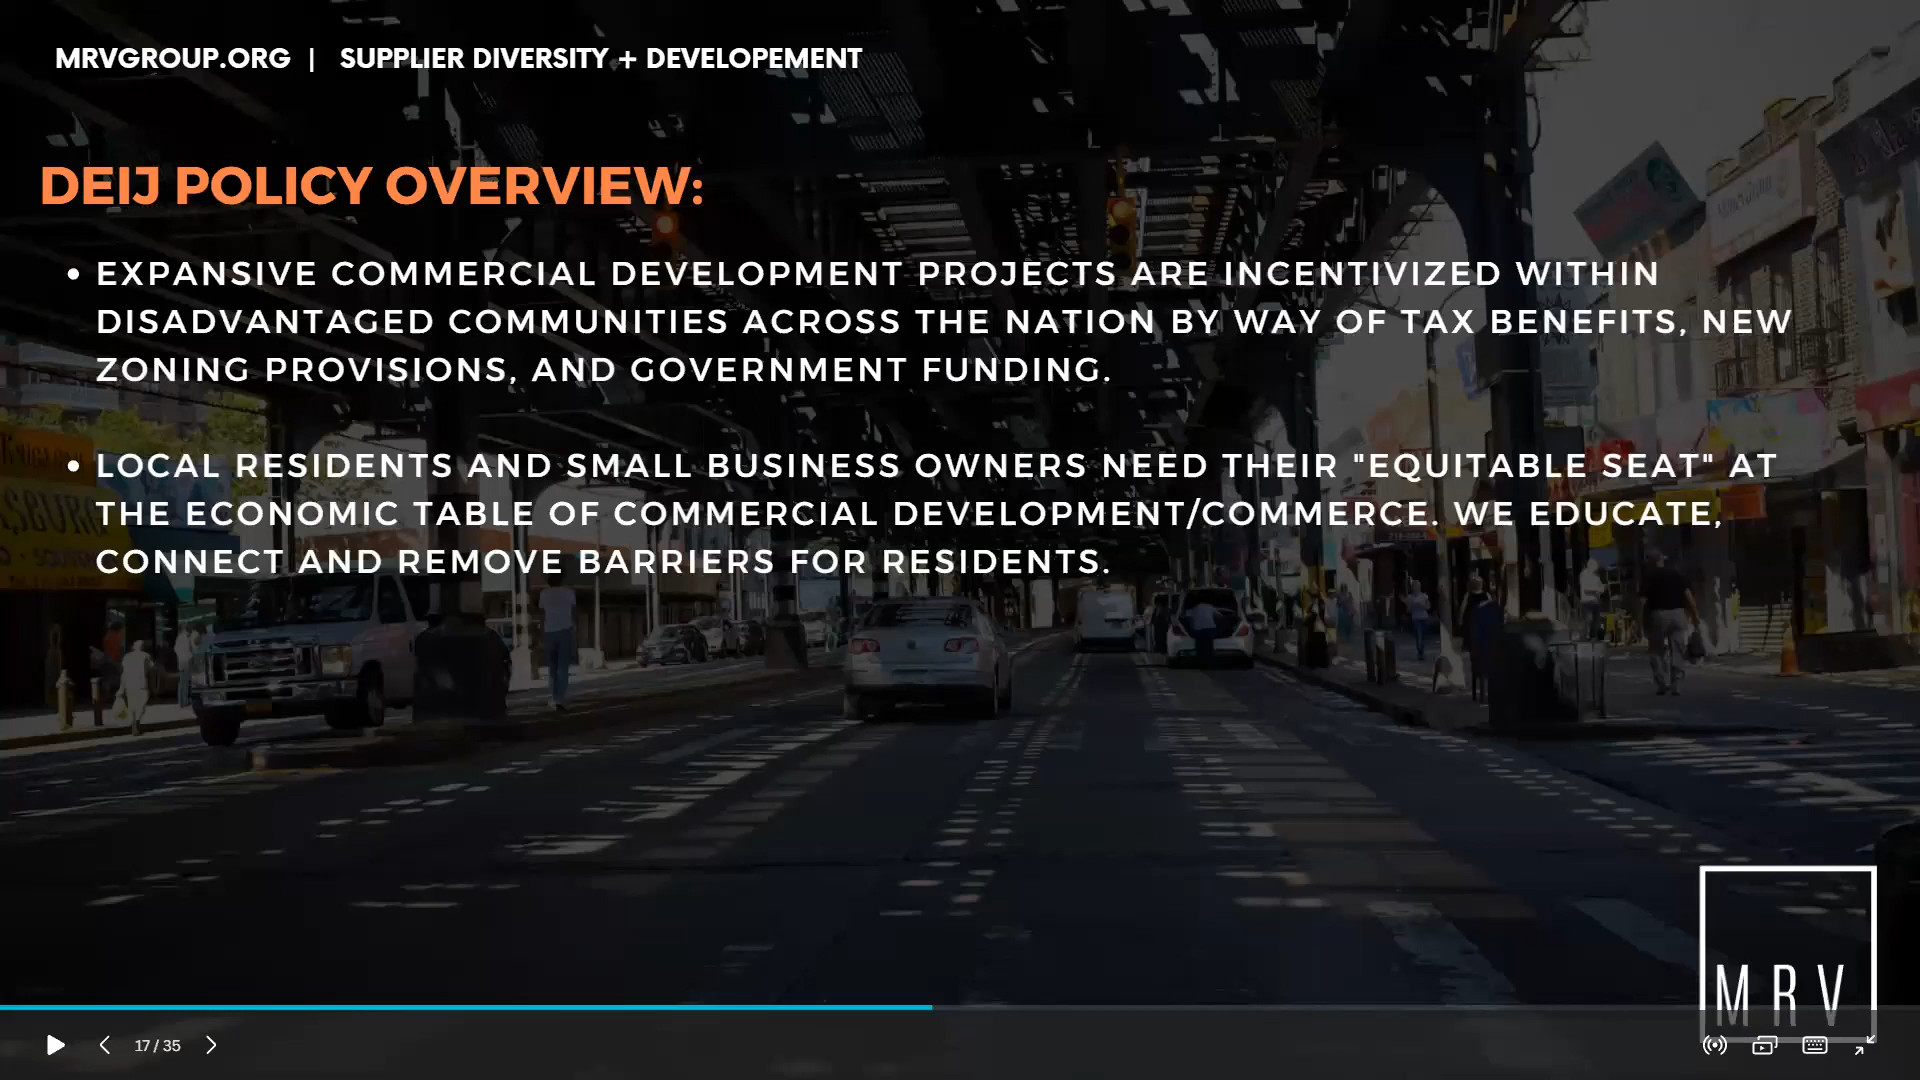 MRVGROUP.ORG | SUPPLIER DIVERSITY + DEVELOPEMENT
DEIJ POLICY OVERVIEW:
• EXPANSIVE COMMERCIAL DEVELOPMENT PROJECTS ARE INCENTIVIZED WITHIN
DISADVANTAGED COMMUNITIES ACROSS THE NATION BY WAY OF TAX BENEFITS, NEW
ZONING PROVISIONS, AND GOVERNMENT FUNDING.
• LOCAL RESIDENTS AND SMALL BUSINESS OWNERS NEED THEIR "EQUITABLE SEAT" AT
THE ECONOMIC TABLE OF COMMERCIAL DEVELOPMENT/COMMERCE. WE EDUCATE,
CONNECT AND REMOVE BARRIERS FOR RESIDENTS.
MRV
17 / 35